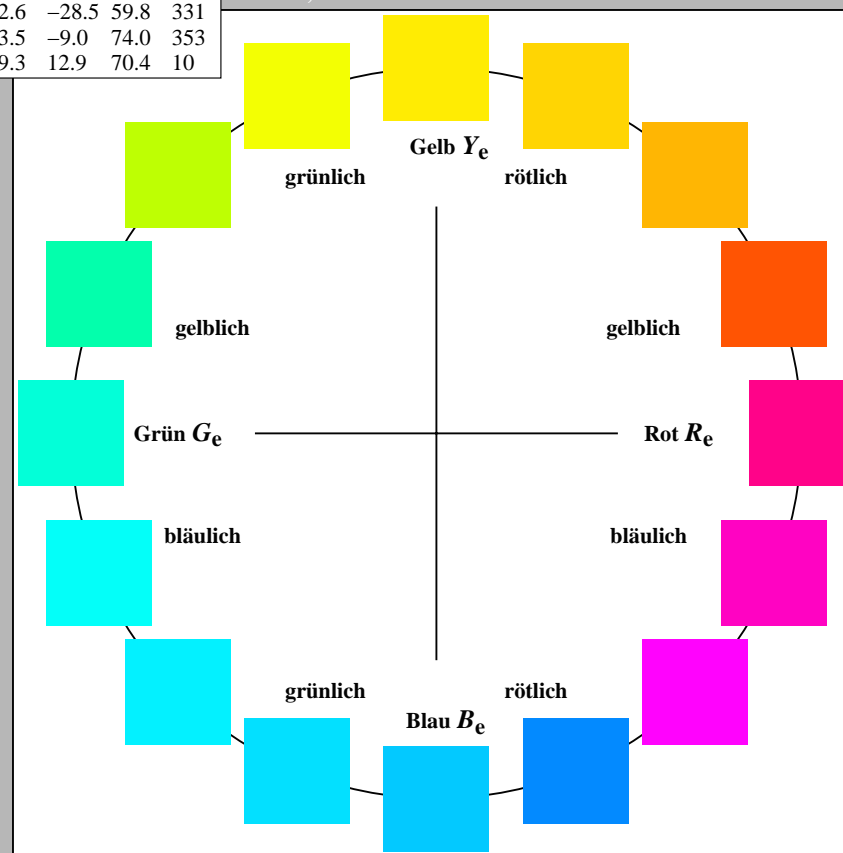 −28.5 59.8 331
−9.0 74.0 353
12.9 70.4 10
Gelb Ye
grünlich rötlich
gelblich gelblich
Grün Ge Rot Re
bläulich bläulich
grünlich rötlich
Blau Be